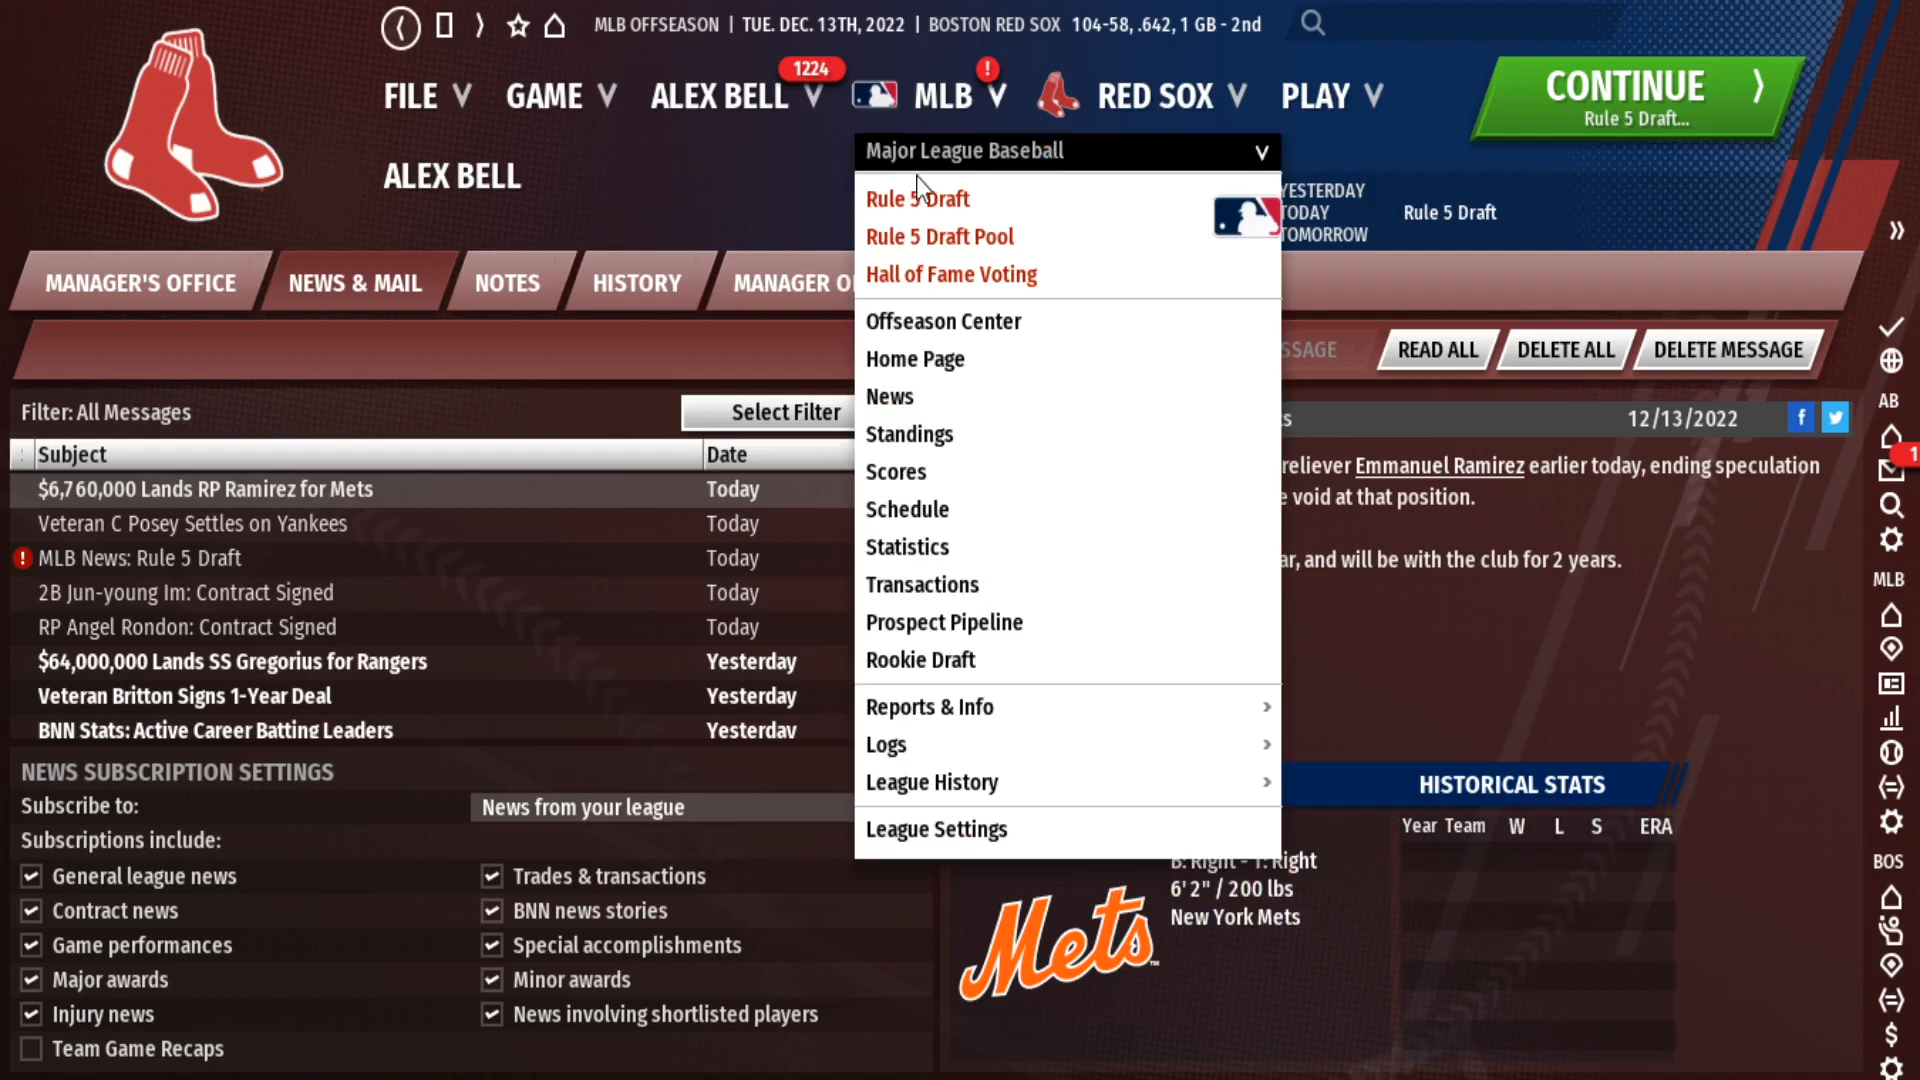 MLB OFFSEASON | TUE. DEC. 13TH, 2022 | BOSTON RED SOX 104-58, .642, 1 GB - 2nd
FILE GAME ALEX BELL 1224 MLB ! RED SOX PLAY
CONTINUE
Rule 5 Draft...
ALEX BELL
Major League Baseball
Rule 5 Draft
Rule 5 Draft Pool
Hall of Fame Voting
Offseason Center
Home Page
News
Standings
Scores
Schedule
Statistics
Transactions
Prospect Pipeline
Rookie Draft
Reports & Info
Logs
League History
League Settings
YESTERDAY
TODAY Rule 5 Draft
TOMORROW
MANAGER'S OFFICE NEWS & MAIL NOTES HISTORY MANAGER O
SSAGE READ ALL DELETE ALL DELETE MESSAGE
Filter: All Messages Select Filter
Subject Date
$6,760,000 Lands RP Ramirez for Mets Today
Veteran C Posey Settles on Yankees Today
! MLB News: Rule 5 Draft Today
2B Jun-young Im: Contract Signed Today
RP Angel Rondon: Contract Signed Today
$64,000,000 Lands SS Gregorius for Rangers Yesterday
Veteran Britton Signs 1-Year Deal Yesterday
BNN Stats: Active Career Batting Leaders Yesterday
12/13/2022
reliever Emmanuel Ramirez earlier today, ending speculation
void at that position.
and will be with the club for 2 years.
NEWS SUBSCRIPTION SETTINGS
Subscribe to: News from your league
Subscriptions include:
General league news Trades & transactions
Contract news BNN news stories
Game performances Special accomplishments
Major awards Minor awards
Injury news News involving shortlisted players
Team Game Recaps
HISTORICAL STATS
Year Team W L S ERA
B: Right - T: Right
6' 2" / 200 lbs
New York Mets
Mets
AB
1
MLB
BOS